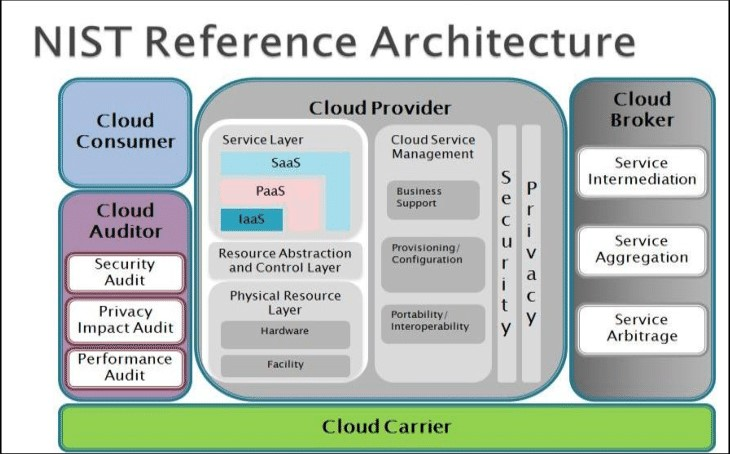 NIST Reference Architecture
Cloud
Consumer
Cloud
Auditor
Security
Audit
Privacy
Impact Audit
Performance
Audit
Cloud Provider
Service Layer
SaaS
PaaS
IaaS
Resource Abstraction
and Control Layer
Physical Resource
Layer
Hardware
Facility
Cloud Service
Management
Business
Support
Provisioning/
Configuration
Portability/
Interoperability
Security
Privacy
Cloud
Broker
Service
Intermediation
Service
Aggregation
Service
Arbitrage
Cloud Carrier